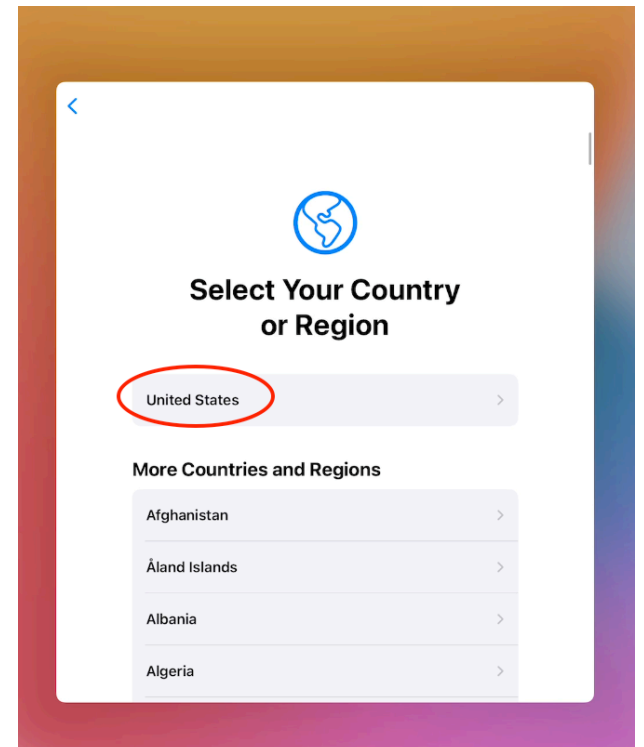 Select Your Country
or Region
United States
More Countries and Regions
Afghanistan
Åland Islands
Albania
Algeria